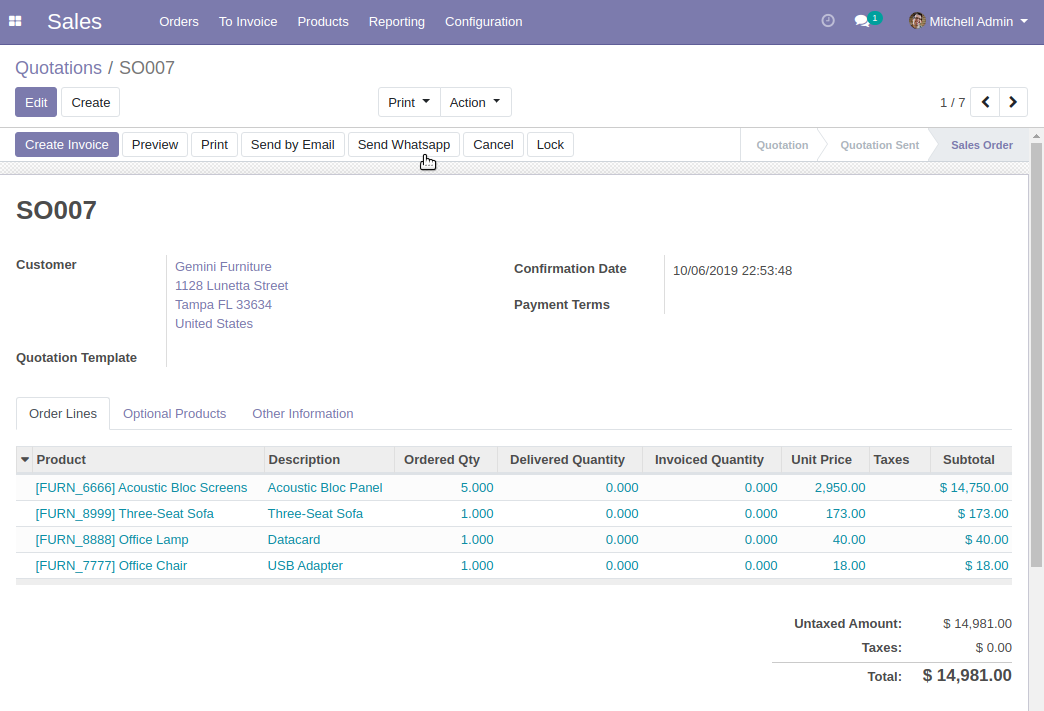 Sales Orders To Invoice Products Reporting Configuration 1 Mitchell Admin
Quotations / SO007
Edit Create Print Action 1 / 7
Create Invoice Preview Print Send by Email Send Whatsapp Cancel Lock Quotation Quotation Sent Sales Order
SO007
Customer Gemini Furniture Confirmation Date 10/06/2019 22:53:48
1128 Lunetta Street
Tampa FL 33634 Payment Terms
United States
Quotation Template
Order Lines Optional Products Other Information
Product Description Ordered Qty Delivered Quantity Invoiced Quantity Unit Price Taxes Subtotal
[FURN_6666] Acoustic Bloc Screens Acoustic Bloc Panel 5.000 0.000 0.000 2,950.00 $ 14,750.00
[FURN_8999] Three-Seat Sofa Three-Seat Sofa 1.000 0.000 0.000 173.00 $ 173.00
[FURN_8888] Office Lamp Datacard 1.000 0.000 0.000 40.00 $ 40.00
[FURN_7777] Office Chair USB Adapter 1.000 0.000 0.000 18.00 $ 18.00
Untaxed Amount: $ 14,981.00
Taxes: $ 0.00
Total: $ 14,981.00